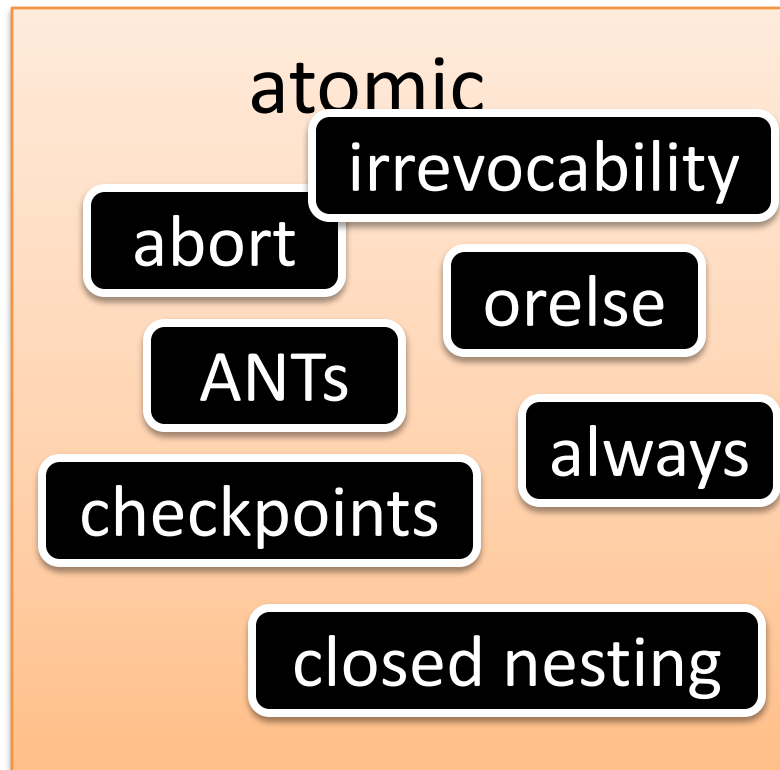 atomic
irrevocability
abort
orelse
ANTs
always
checkpoints
closed nesting